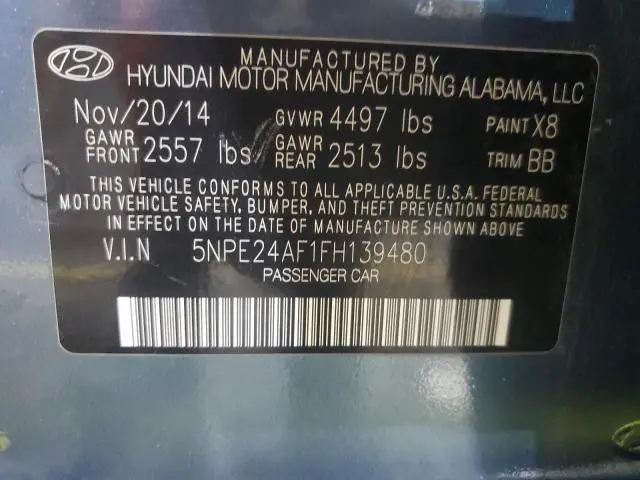 MANUFACTURED BY
HYUNDAI MOTOR MANUFACTURING ALABAMA, LLC
Nov/20/14 GVWR 4497 lbs PAINT X8
GAWR FRONT 2557 lbs GAWR REAR 2513 lbs TRIM BB
THIS VEHICLE CONFORMS TO ALL APPLICABLE U.S.A. FEDERAL
MOTOR VEHICLE SAFETY, BUMPER, AND THEFT PREVENTION STANDARDS
IN EFFECT ON THE DATE OF MANUFACTURE SHOWN ABOVE.
V.I.N 5NPE24AF1FH139480
PASSENGER CAR